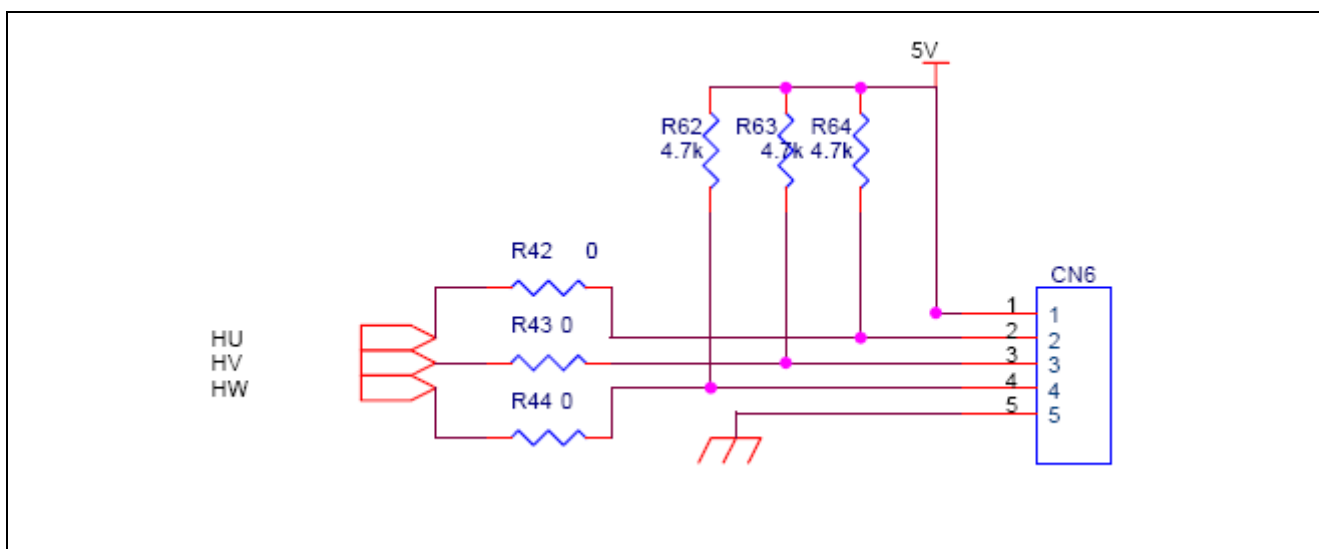 5V
R62 R63 R64
4.7k 4.7k 4.7k
R42 0
CN6
1 1
HU R43 0 2 2
HV 3 3
HW 4 4
R44 0 5 5